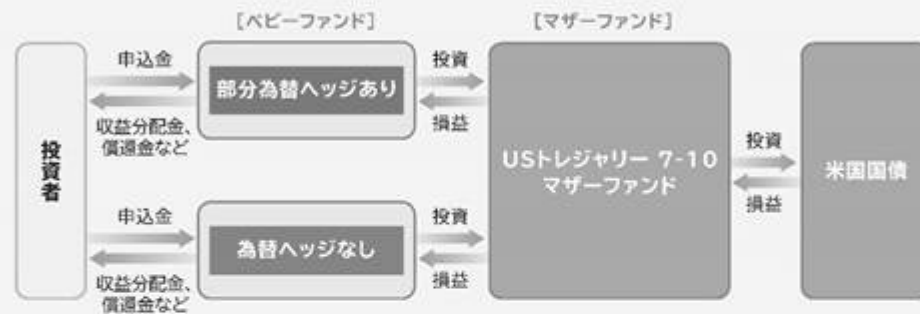 [ベビーファンド]
[マザーファンド]
投資者
申込金
収益分配金、
償還金など
部分為替ヘッジあり
投資
損益
申込金
収益分配金、
償還金など
為替ヘッジなし
投資
損益
USトレジャリー 7-10
マザーファンド
投資
損益
米国国債